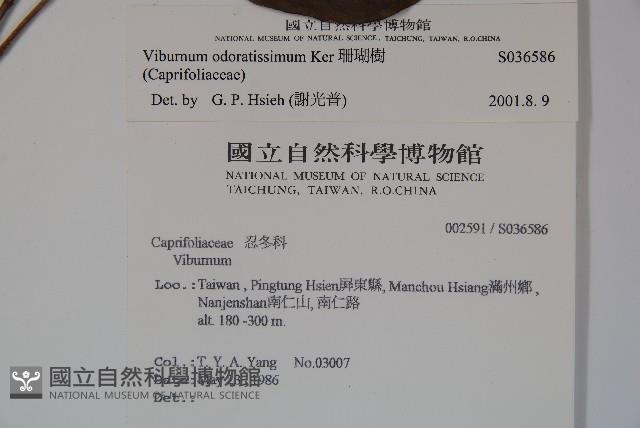 國立自然科學博物館
NATIONAL MUSEUM OF NATURAL SCIENCE, TAICHUNG, TAIWAN, R.O.CHINA
Viburnum odoratissimum Ker 珊瑚樹 S036586
(Caprifoliaceae)
Det. by G. P. Hsieh (謝光普) 2001.8. 9
國立自然科學博物館
NATIONAL MUSEUM OF NATURAL SCIENCE
TAICHUNG, TAIWAN, R.O.CHINA
002591 / S036586
Caprifoliaceae 忍冬科
Viburnum
Loc.: Taiwan , Pingtung Hsien屏東縣, Manchou Hsiang滿州鄉 ,
Nanjenshan南仁山, 南仁路
alt. 180 -300 m.
Col.: T. Y. A. Yang No.03007
1986
Det.:
國立自然科學博物館
NATIONAL MUSEUM OF NATURAL SCIENCE